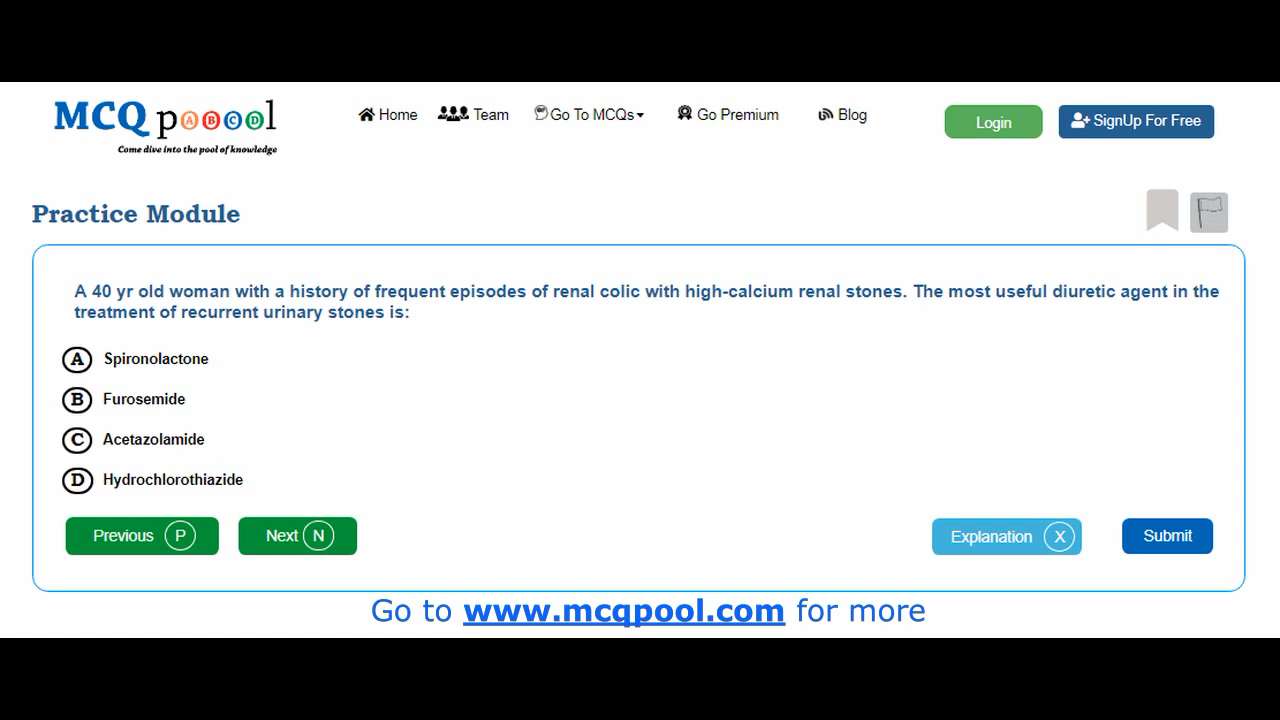 MCQ pABCDl
Come dive into the pool of knowledge
Home Team Go To MCQs Go Premium Blog
Login SignUp For Free
Practice Module
A 40 yr old woman with a history of frequent episodes of renal colic with high-calcium renal stones. The most useful diuretic agent in the
treatment of recurrent urinary stones is:
A Spironolactone
B Furosemide
C Acetazolamide
D Hydrochlorothiazide
Previous P Next N Explanation X Submit
Go to www.mcqpool.com for more